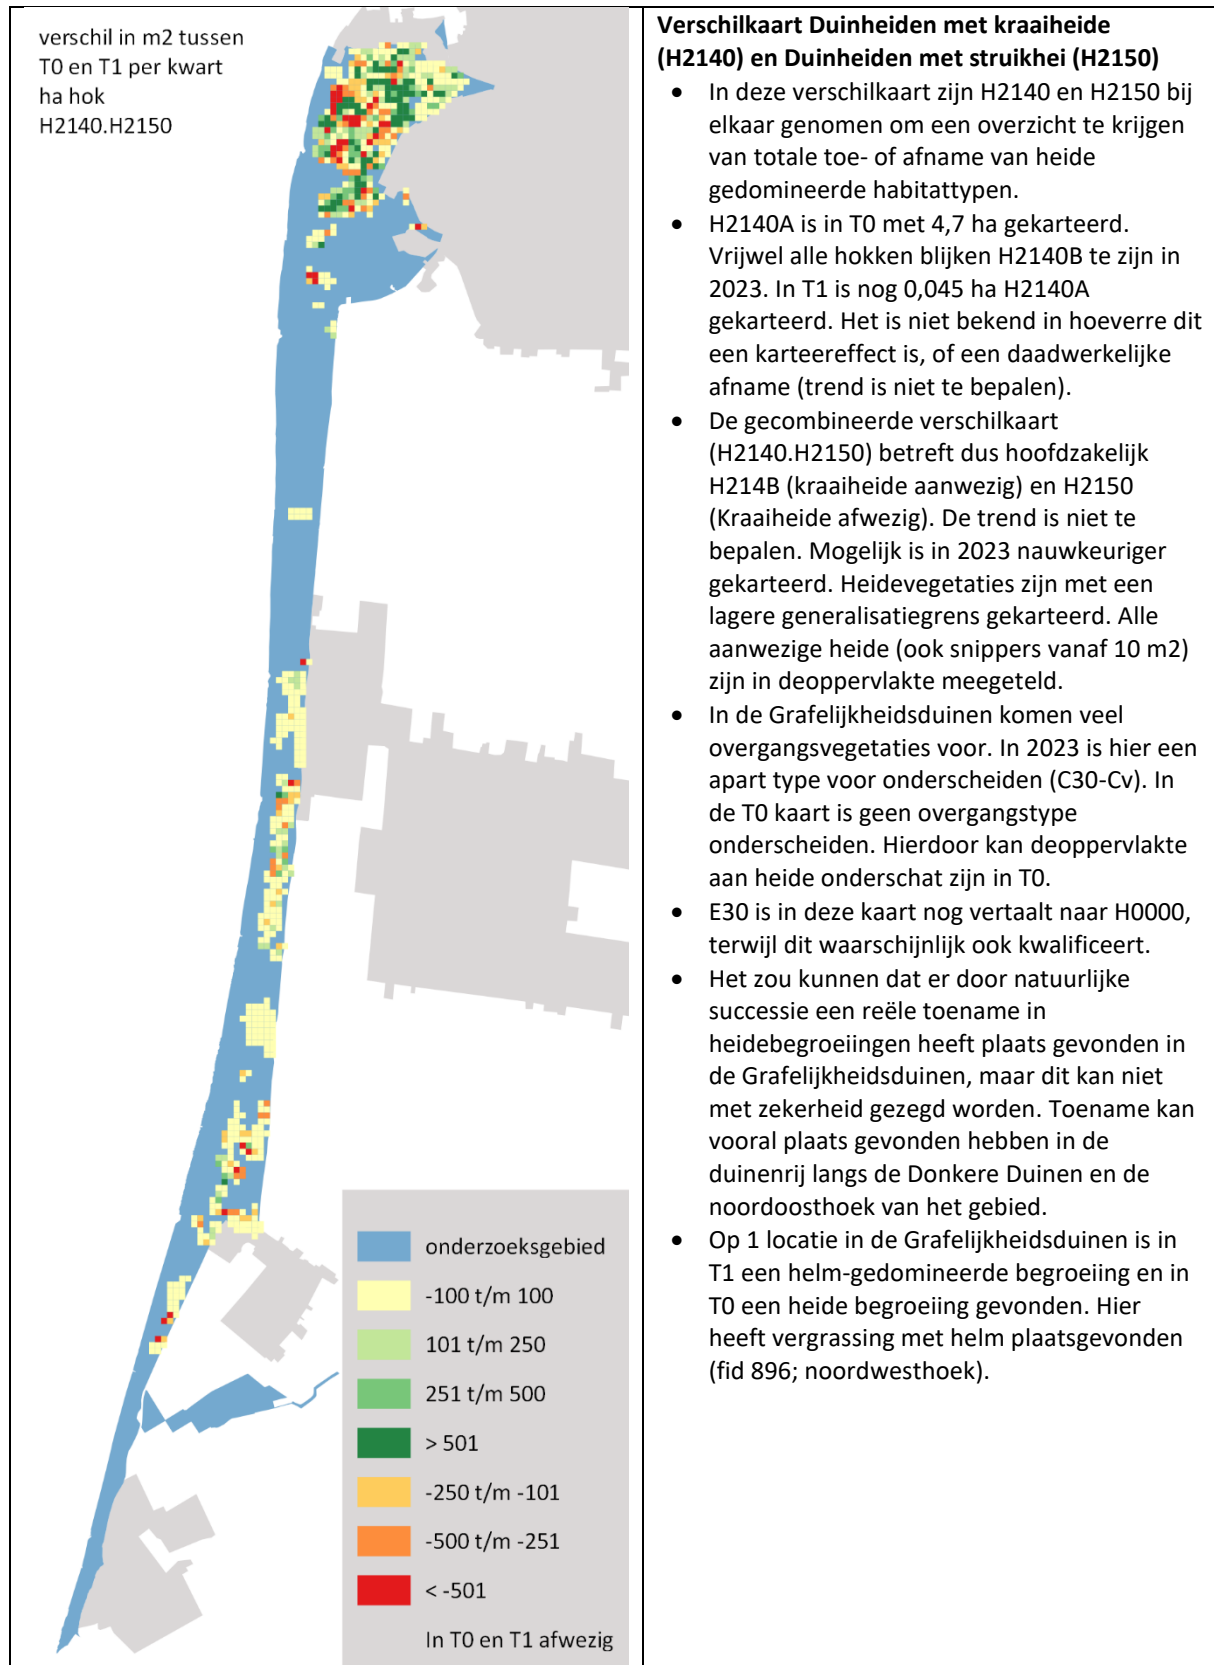 verschil in m2 tussen
T0 en T1 per kwart
ha hok
H2140.H2150
onderzoeksgebied
-100 t/m 100
101 t/m 250
251 t/m 500
> 501
-250 t/m -101
-500 t/m -251
< -501
In T0 en T1 afwezig
Verschilkaart Duinheiden met kraaiheide
(H2140) en Duinheiden met struikhei (H2150)
• In deze verschilkaart zijn H2140 en H2150 bij
elkaar genomen om een overzicht te krijgen
van totale toe- of afname van heide
gedomineerde habitattypen.
• H2140A is in T0 met 4,7 ha gekarteerd.
Vrijwel alle hokken blijken H2140B te zijn in
2023. In T1 is nog 0,045 ha H2140A
gekarteerd. Het is niet bekend in hoeverre dit
een karteereffect is, of een daadwerkelijke
afname (trend is niet te bepalen).
• De gecombineerde verschilkaart
(H2140.H2150) betreft dus hoofdzakelijk
H214B (kraaiheide aanwezig) en H2150
(Kraaiheide afwezig). De trend is niet te
bepalen. Mogelijk is in 2023 nauwkeuriger
gekarteerd. Heidevegetaties zijn met een
lagere generalisatiegrens gekarteerd. Alle
aanwezige heide (ook snippers vanaf 10 m2)
zijn in deoppervlakte meegeteld.
• In de Grafelijkheidsduinen komen veel
overgangsvegetaties voor. In 2023 is hier een
apart type voor onderscheiden (C30-Cv). In
de T0 kaart is geen overgangstype
onderscheiden. Hierdoor kan deoppervlakte
aan heide onderschat zijn in T0.
• E30 is in deze kaart nog vertaalt naar H0000,
terwijl dit waarschijnlijk ook kwalificeert.
• Het zou kunnen dat er door natuurlijke
successie een reële toename in
heidebegroeiingen heeft plaats gevonden in
de Grafelijkheidsduinen, maar dit kan niet
met zekerheid gezegd worden. Toename kan
vooral plaats gevonden hebben in de
duinenrij langs de Donkere Duinen en de
noordoosthoek van het gebied.
• Op 1 locatie in de Grafelijkheidsduinen is in
T1 een helm-gedomineerde begroeiing en in
T0 een heide begroeiing gevonden. Hier
heeft vergrassing met helm plaatsgevonden
(fid 896; noordwesthoek).